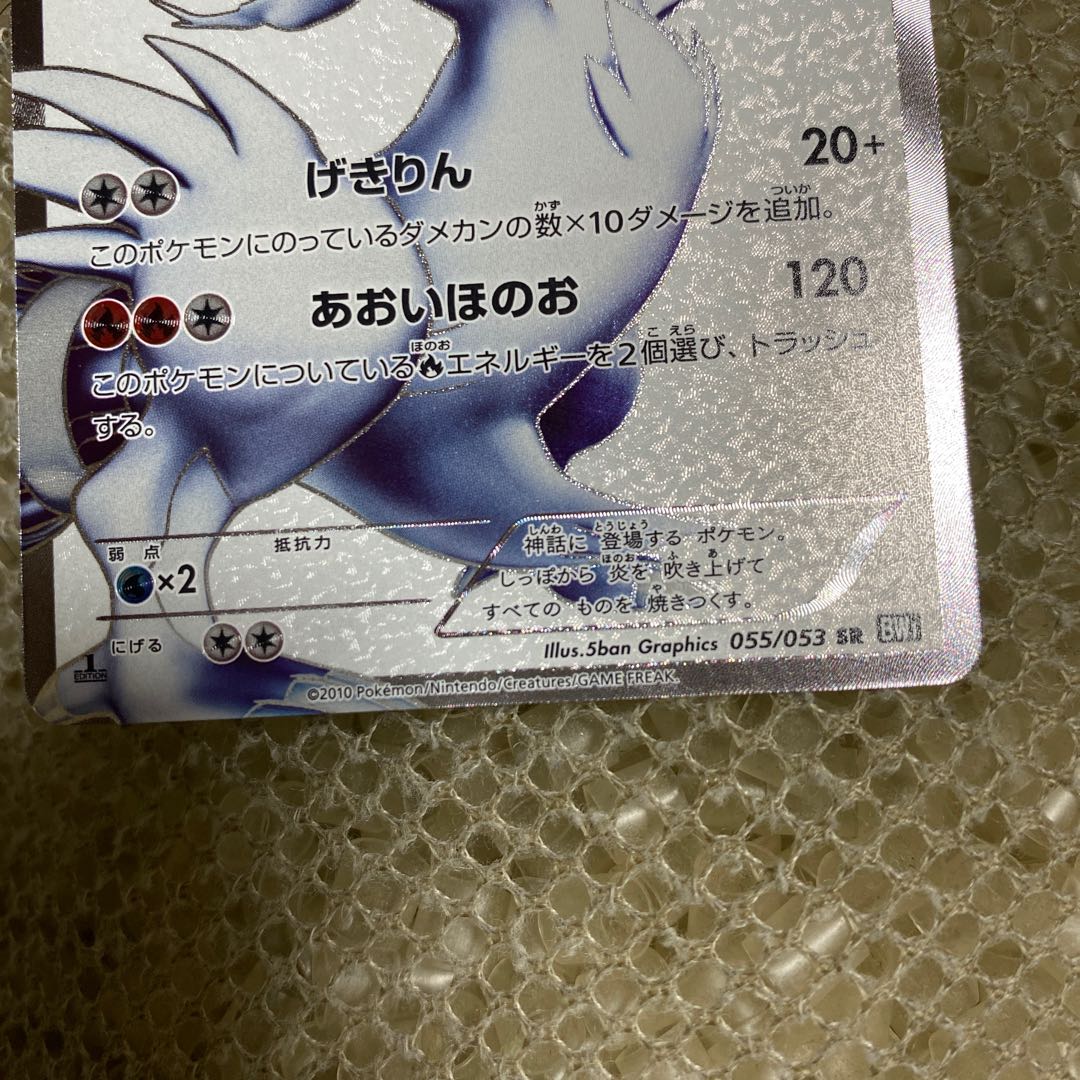 げきりん 20+
このポケモンにのっているダメカンの数×10ダメージを追加。
あおいほのお 120
このポケモンについているエネルギーを2個選び、トラッシュ
する。
弱点 抵抗力
×2
にげる
神話に 登場する ポケモン。
しっぽから 炎を 吹き上げて
すべての ものを 焼きつくす。
Illus.5ban Graphics 055/053 SR BW1
1 EDITION
©2010 Pokémon/Nintendo/Creatures/GAME FREAK.